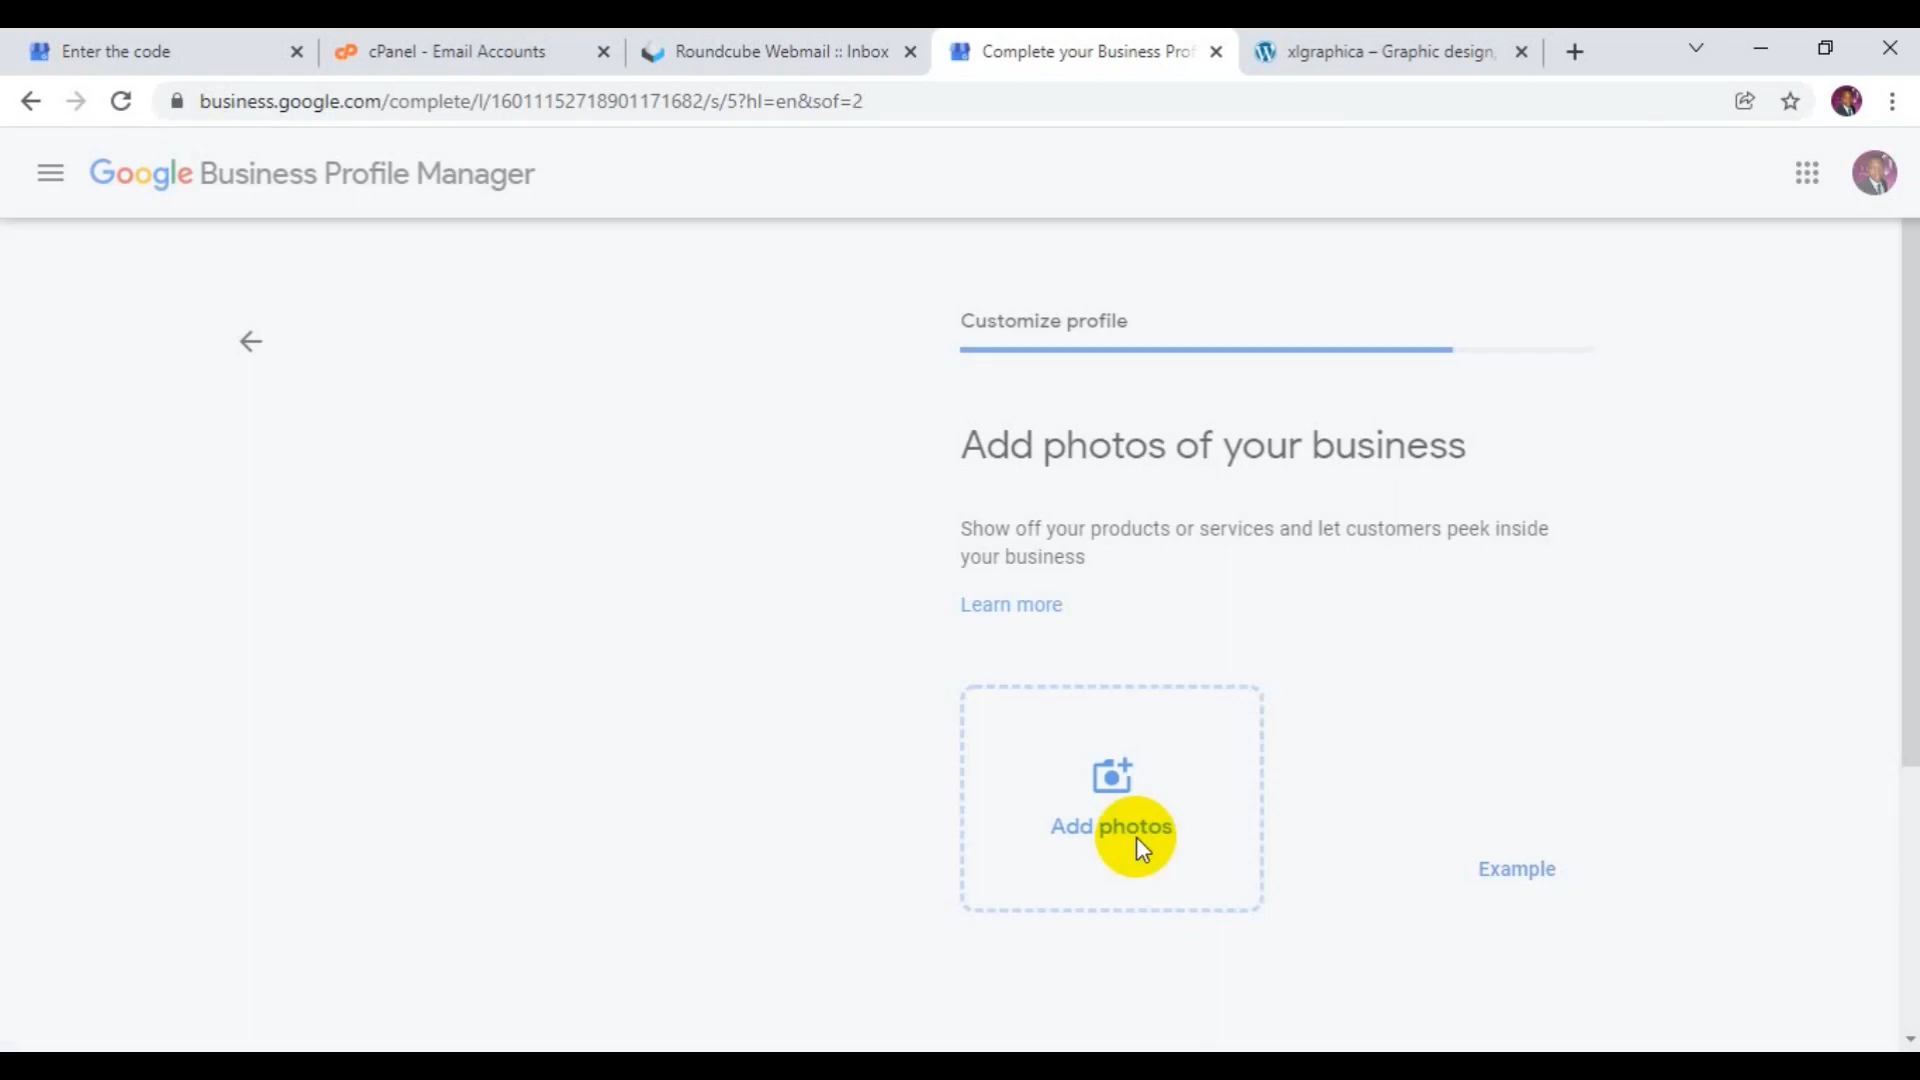 Enter the code
cPanel - Email Accounts
Roundcube Webmail :: Inbox
Complete your Business Prof
xlgraphica – Graphic design,
business.google.com/complete/l/16011152718901171682/s/5?hl=en&sof=2
Google Business Profile Manager
Customize profile
Add photos of your business
Show off your products or services and let customers peek inside
your business
Learn more
Add photos
Example